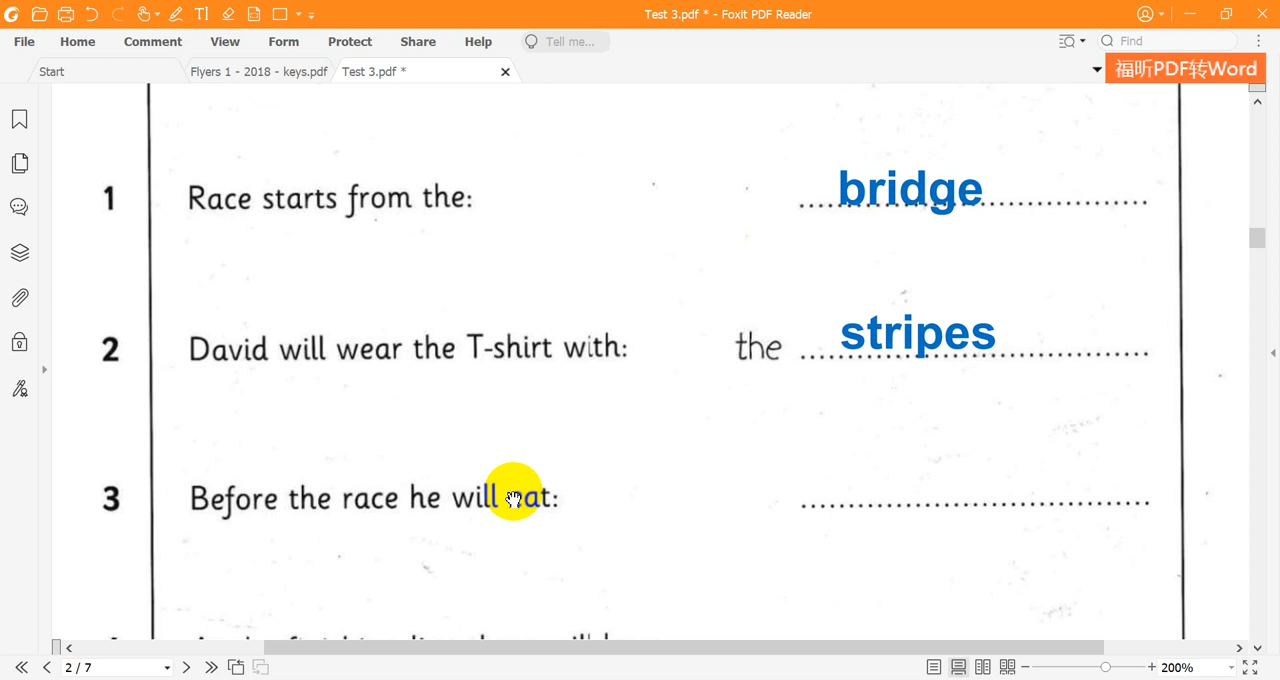 Test 3.pdf * - Foxit PDF Reader
File Home Comment View Form Protect Share Help Tell me... Find
Start Flyers 1 - 2018 - keys.pdf Test 3.pdf * 福昕PDF转Word
1 Race starts from the: bridge
2 David will wear the T-shirt with: the stripes
3 Before the race he will eat:
2 / 7 200%